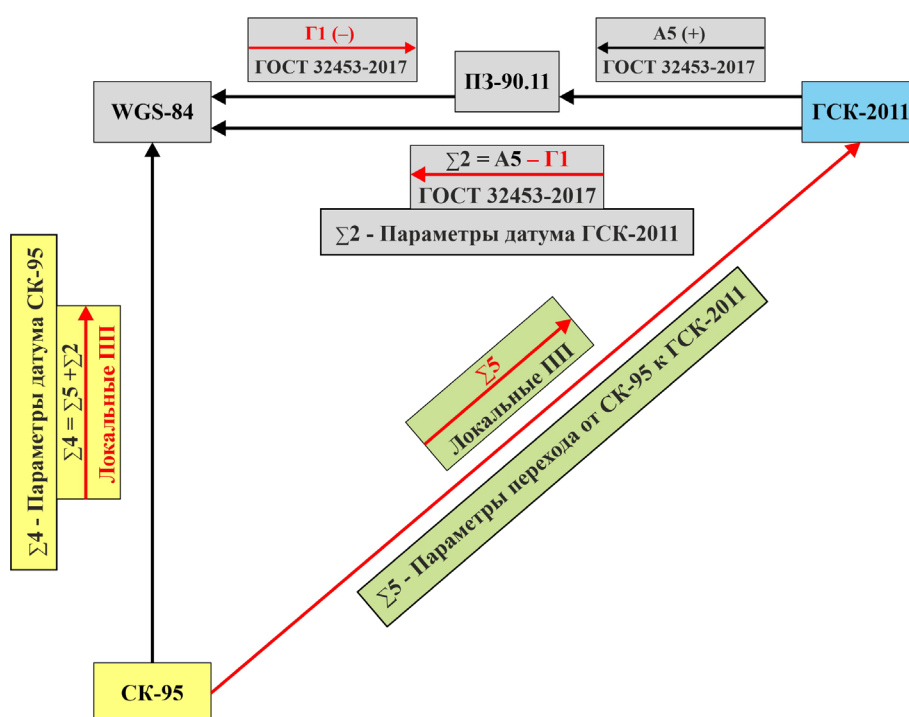 Г1 (–)
ГОСТ 32453-2017
А5 (+)
ГОСТ 32453-2017
WGS-84
ПЗ-90.11
ГСК-2011
∑2 = А5 – Г1
ГОСТ 32453-2017
∑2 - Параметры датума ГСК-2011
∑4 - Параметры датума СК-95
∑4 = ∑5 +∑2
Локальные ПП
∑5
Локальные ПП
∑5 - Параметры перехода от СК-95 к ГСК-2011
СК-95